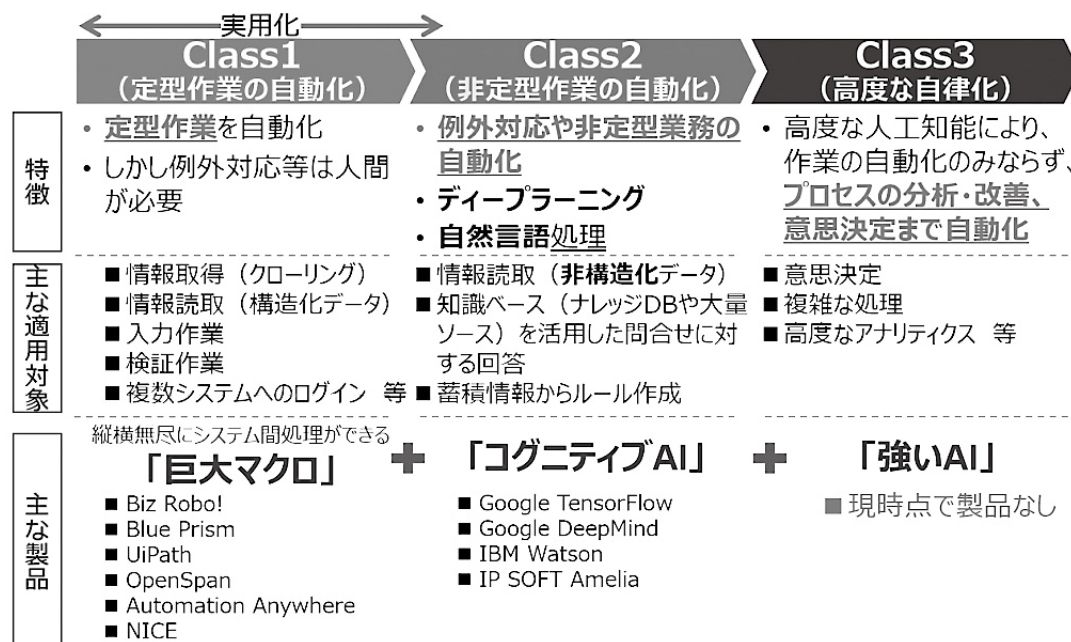 実用化
Class1
（定型作業の自動化）
Class2
（非定型作業の自動化）
Class3
（高度な自律化）
特徴
• 定型作業を自動化
• しかし例外対応等は人間
が必要
• 例外対応や非定型業務の
自動化
• ディープラーニング
• 自然言語処理
• 高度な人工知能により、
作業の自動化のみならず、
プロセスの分析・改善、
意思決定まで自動化
主な適用対象
■ 情報取得（クローリング）
■ 情報読取（構造化データ）
■ 入力作業
■ 検証作業
■ 複数システムへのログイン 等
■ 情報読取（非構造化データ）
■ 知識ベース（ナレッジDBや大量
ソース）を活用した問合せに対
する回答
■ 蓄積情報からルール作成
■ 意思決定
■ 複雑な処理
■ 高度なアナリティクス 等
主な製品
縦横無尽にシステム間処理ができる
「巨大マクロ」
■ Biz Robo!
■ Blue Prism
■ UiPath
■ OpenSpan
■ Automation Anywhere
■ NICE
+
「コグニティブAI」
■ Google TensorFlow
■ Google DeepMind
■ IBM Watson
■ IP SOFT Amelia
+
「強いAI」
■ 現時点で製品なし